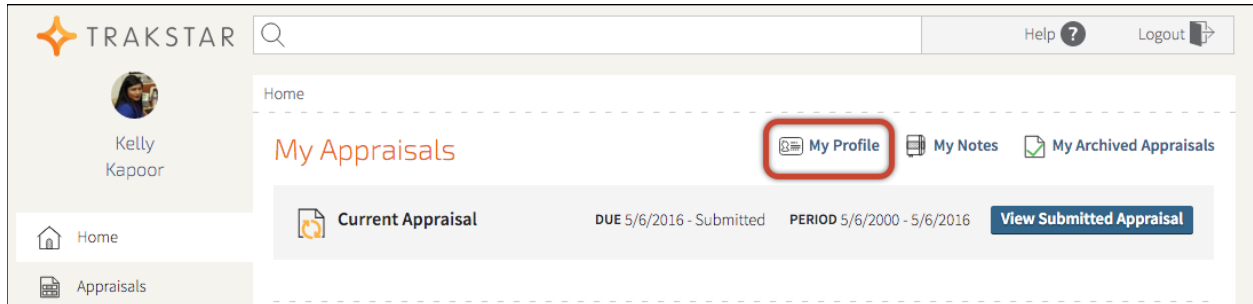 TRAKSTAR
Help ?
Logout
Kelly
Kapoor
Home
My Appraisals
My Profile
My Notes
My Archived Appraisals
Current Appraisal
DUE 5/6/2016 - Submitted
PERIOD 5/6/2000 - 5/6/2016
View Submitted Appraisal
Home
Appraisals